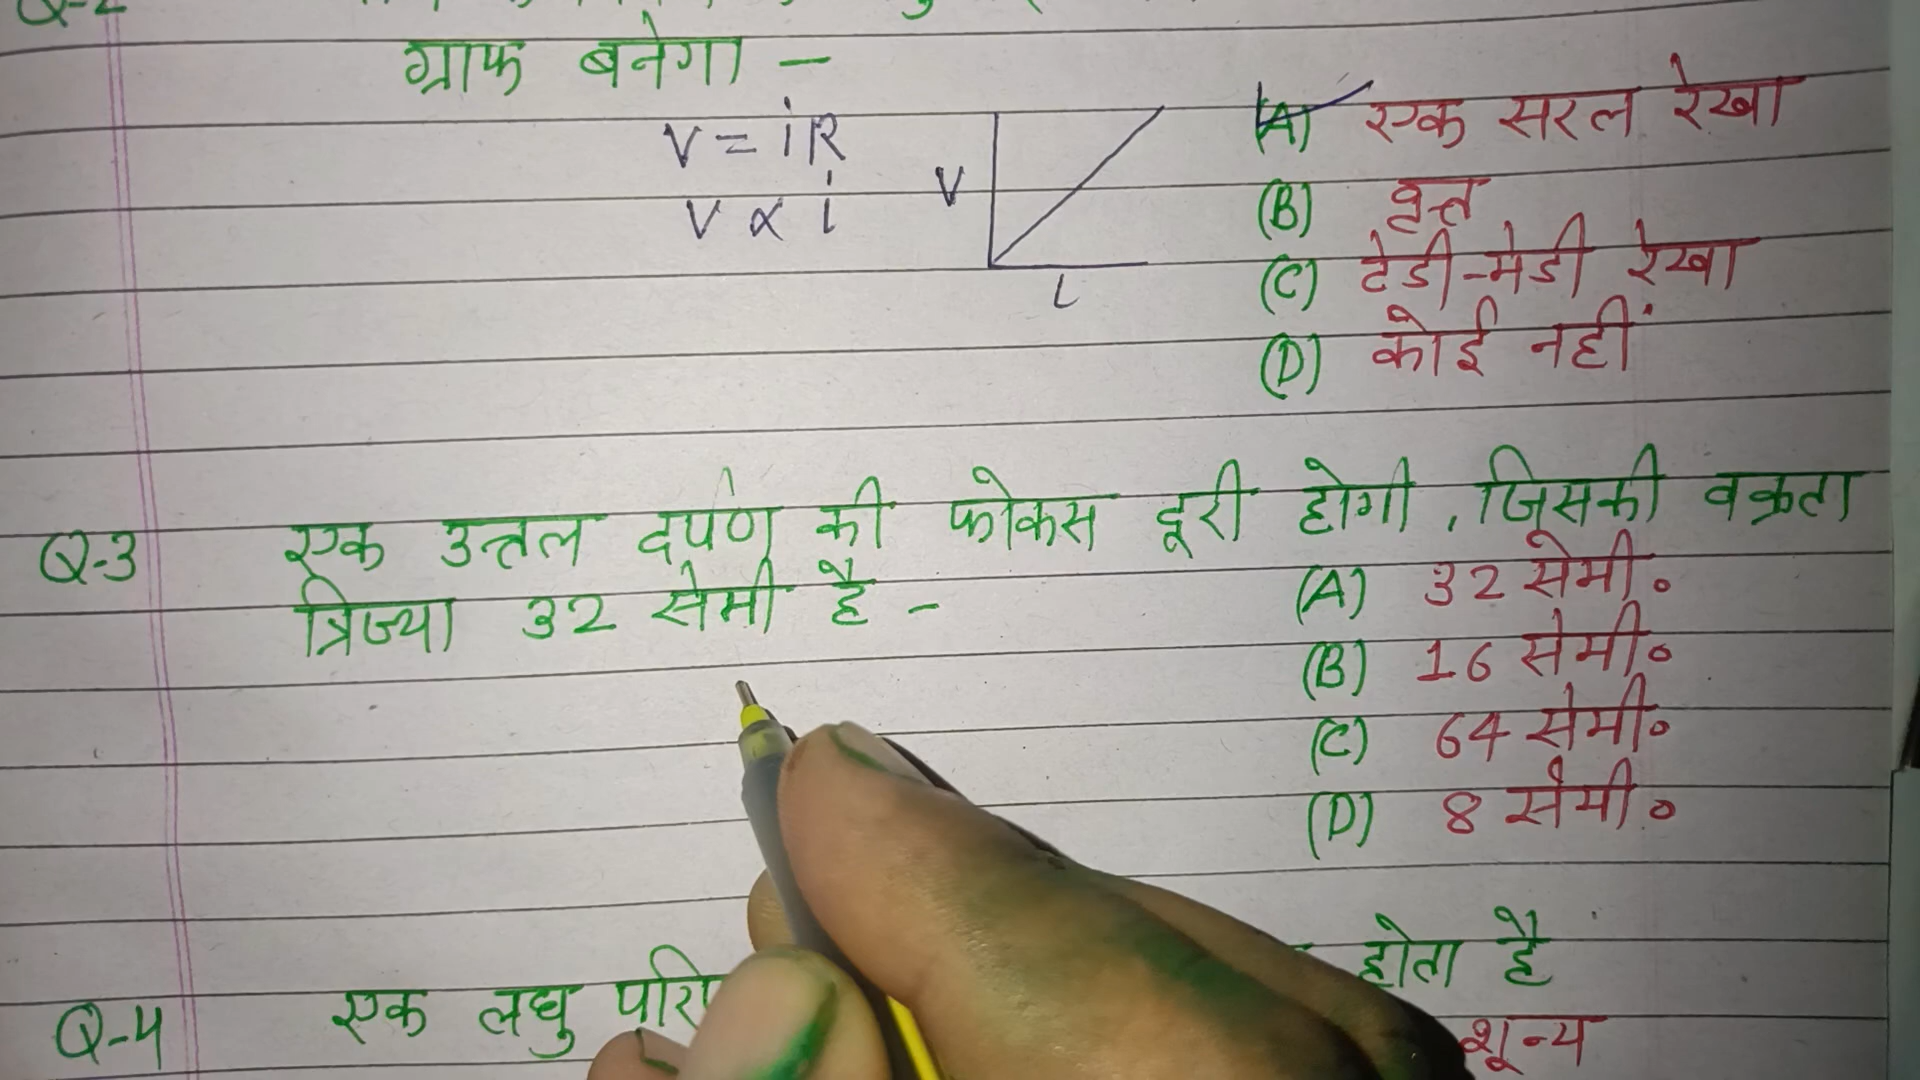 Q-2
ग्राफ बनेगा -
V = iR
V ∝ i
V
i
(A) एक सरल रेखा
(B) वृत्त
(C) टेडी-मेडी रेखा
(D) कोई नहीं
Q-3 एक उत्तल दर्पण की फोकस दूरी होगी, जिसकी वक्रता
त्रिज्या 32 सेमी है -
(A) 32 सेमी०
(B) 16 सेमी०
(C) 64 सेमी०
(D) 8 सेमी०
Q-4 एक लघु होता है
शून्य